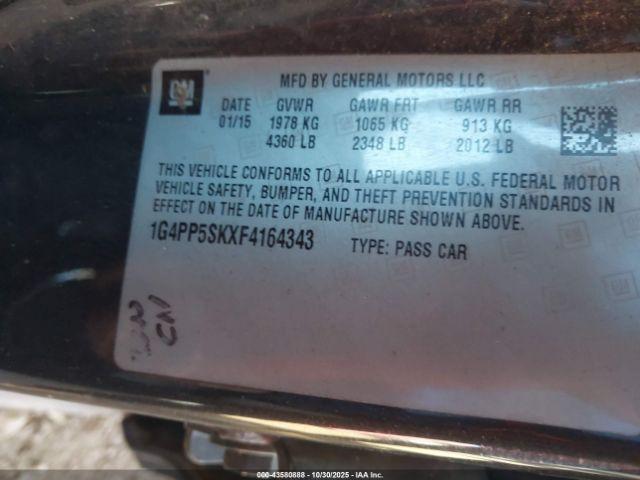 GM
MFD BY GENERAL MOTORS LLC
DATE GVWR GAWR FRT GAWR RR
01/15 1978 KG 1065 KG 913 KG
4360 LB 2348 LB 2012 LB
THIS VEHICLE CONFORMS TO ALL APPLICABLE U.S. FEDERAL MOTOR
VEHICLE SAFETY, BUMPER, AND THEFT PREVENTION STANDARDS IN
EFFECT ON THE DATE OF MANUFACTURE SHOWN ABOVE.
1G4PP5SKXF4164343 TYPE: PASS CAR
000-43580888 - 10/30/2025 - IAA Inc.